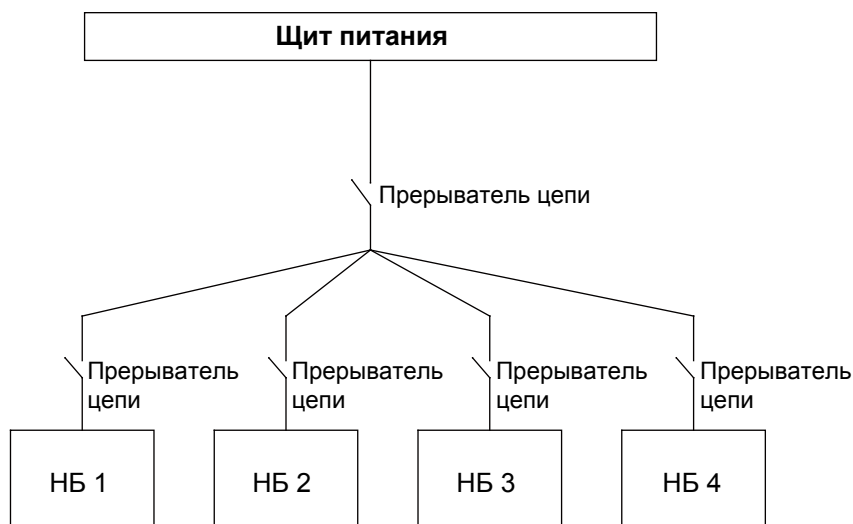 Щит питания
Прерыватель цепи
Прерыватель
цепи
Прерыватель
цепи
Прерыватель
цепи
Прерыватель
цепи
НБ 1
НБ 2
НБ 3
НБ 4